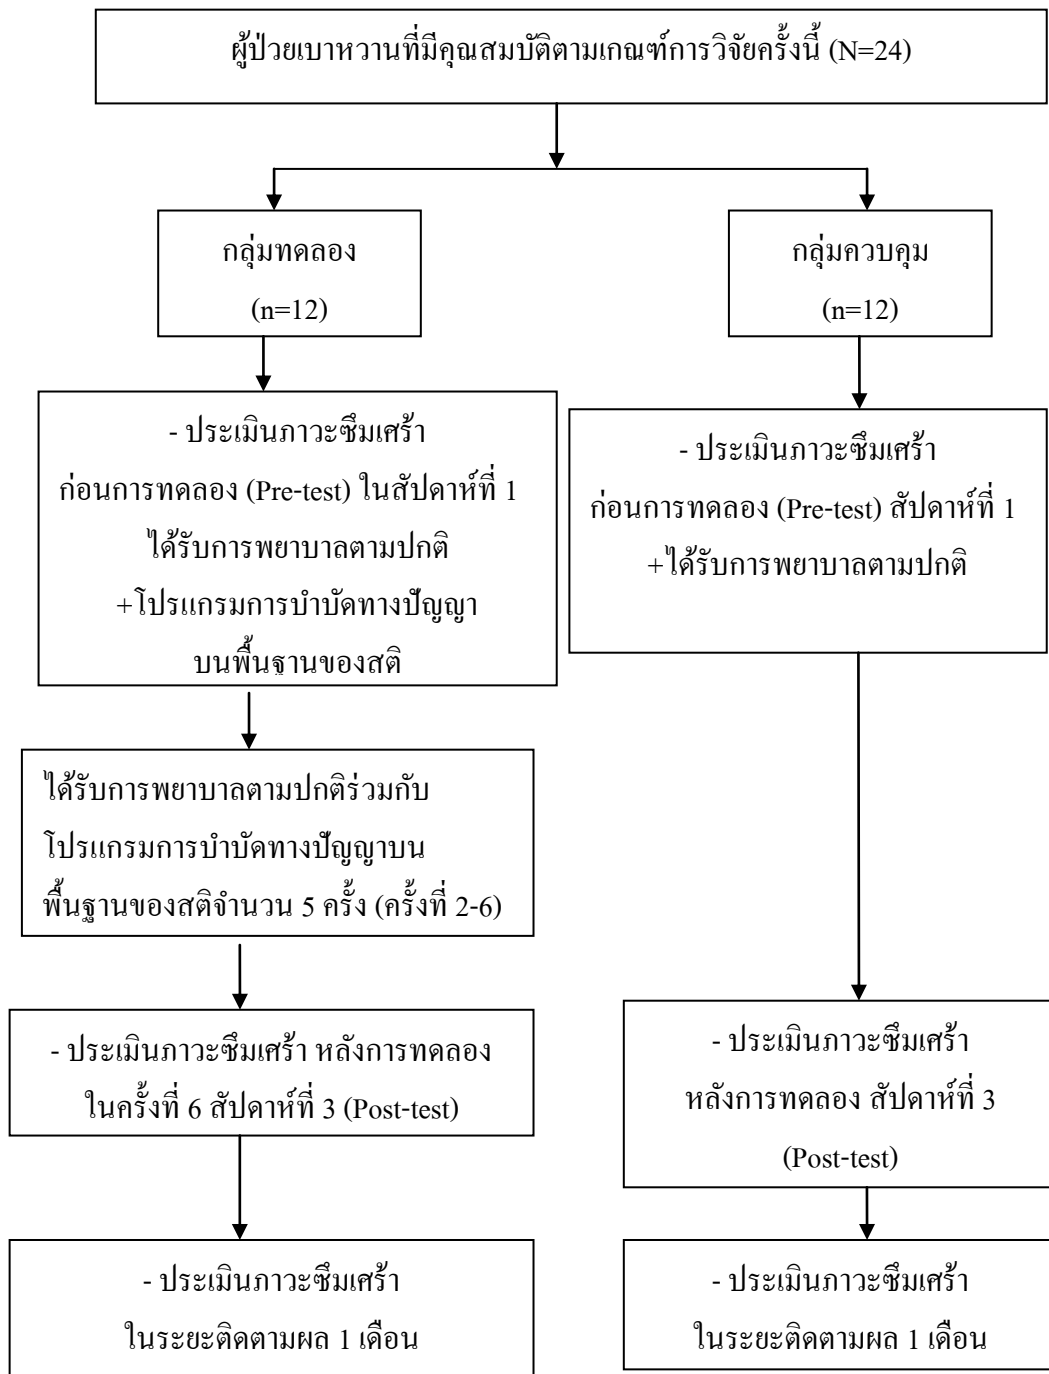 ผู้ป่วยเบาหวานที่มีคุณสมบัติตามเกณฑ์การวิจัยครั้งนี้ (N=24)
กลุ่มทดลอง
(n=12)
กลุ่มควบคุม
(n=12)
- ประเมินภาวะซึมเศร้า
ก่อนการทดลอง (Pre-test) ในสัปดาห์ที่ 1
ได้รับการพยาบาลตามปกติ
+โปรแกรมการบำบัดทางปัญญา
บนพื้นฐานของสติ
- ประเมินภาวะซึมเศร้า
ก่อนการทดลอง (Pre-test) สัปดาห์ที่ 1
+ได้รับการพยาบาลตามปกติ
ได้รับการพยาบาลตามปกติร่วมกับ
โปรแกรมการบำบัดทางปัญญาบน
พื้นฐานของสติจำนวน 5 ครั้ง (ครั้งที่ 2-6)
- ประเมินภาวะซึมเศร้า หลังการทดลอง
ในครั้งที่ 6 สัปดาห์ที่ 3 (Post-test)
- ประเมินภาวะซึมเศร้า
หลังการทดลอง สัปดาห์ที่ 3
(Post-test)
- ประเมินภาวะซึมเศร้า
ในระยะติดตามผล 1 เดือน
- ประเมินภาวะซึมเศร้า
ในระยะติดตามผล 1 เดือน